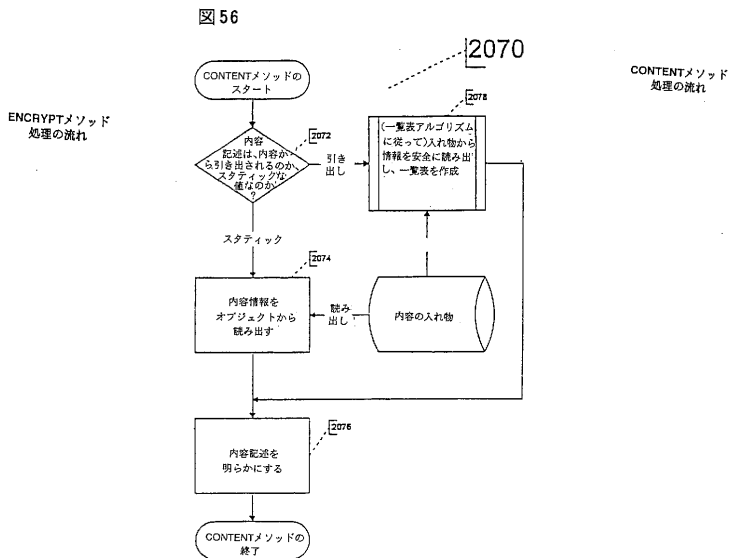 図56
2070
CONTENTメソッドの
スタート
CONTENTメソッド
処理の流れ
ENCRYPTメソッド
処理の流れ
2072
内容
記述は、内容か
ら引き出されるのか、
スタティックな
値なのか
?
引き
出し
2078
(一覧表アルゴリズム
に従って)入れ物から
情報を安全に読み出
し、一覧表を作成
スタティック
2074
内容情報を
オブジェクトから
読み出す
読み
出し
内容の入れ物
2076
内容記述を
明らかにする
CONTENTメソッドの
終了